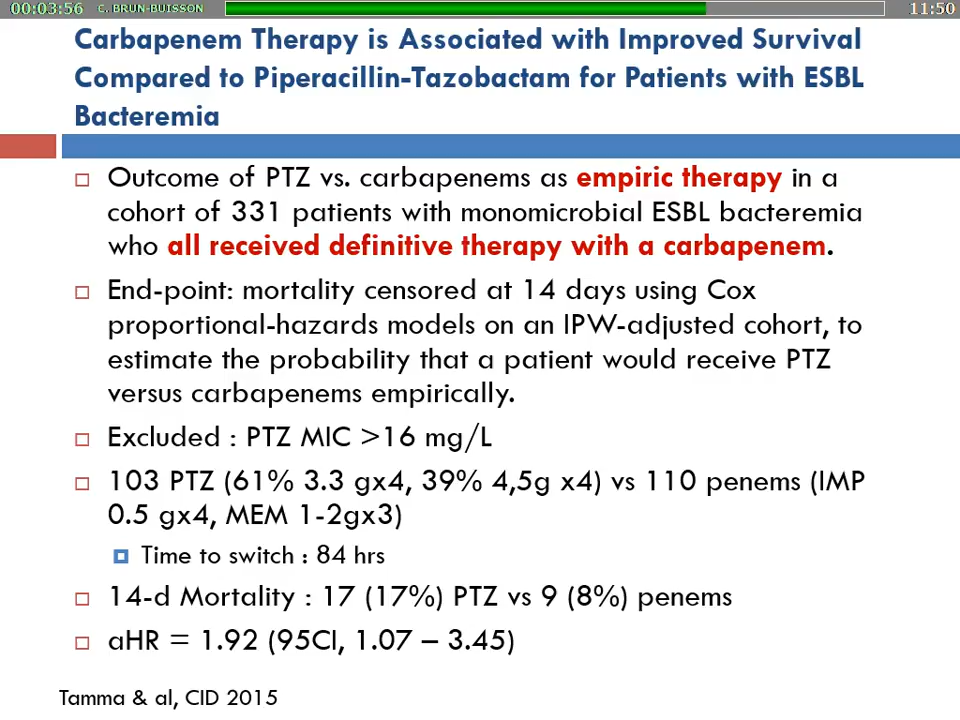 00:03:56 C. BRUN-BUISSON 11:50
Carbapenem Therapy is Associated with Improved Survival
Compared to Piperacillin-Tazobactam for Patients with ESBL
Bacteremia
Outcome of PTZ vs. carbapenems as empiric therapy in a
cohort of 331 patients with monomicrobial ESBL bacteremia
who all received definitive therapy with a carbapenem.
End-point: mortality censored at 14 days using Cox
proportional-hazards models on an IPW-adjusted cohort, to
estimate the probability that a patient would receive PTZ
versus carbapenems empirically.
Excluded : PTZ MIC >16 mg/L
103 PTZ (61% 3.3 gx4, 39% 4,5g x4) vs 110 penems (IMP
0.5 gx4, MEM 1-2gx3)
Time to switch : 84 hrs
14-d Mortality : 17 (17%) PTZ vs 9 (8%) penems
aHR = 1.92 (95CI, 1.07 – 3.45)
Tamma & al, CID 2015